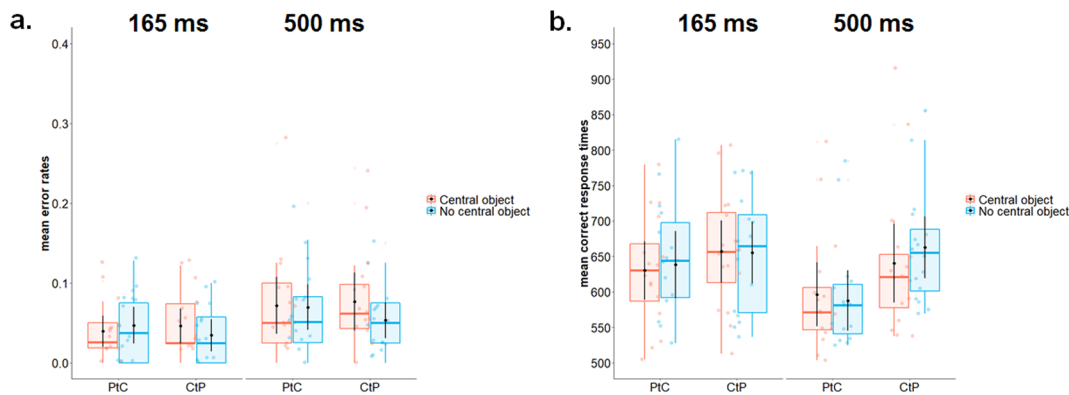 a.
165 ms 500 ms
mean error rates
0.4
0.3
0.2
0.1
0.0
PtC CtP PtC CtP
Central object
No central object
b.
165 ms 500 ms
mean correct response times
950
900
850
800
750
700
650
600
550
500
PtC CtP PtC CtP
Central object
No central object